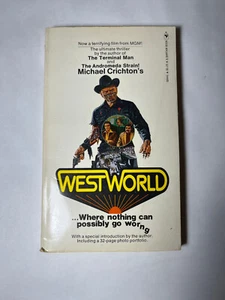 Now a terrifying film from MGM!
The ultimate thriller
by the author of
The Terminal Man
and
The Andromeda Strain!
Michael Crichton's
WESTWORLD
...Where nothing can
possibly go worng
With a special introduction by the author.
Including a 32-page photo portfolio.